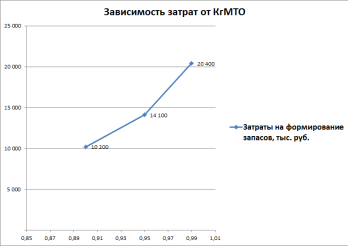 Зависимость затрат от КгМТО
25 000
20 000
15 000
10 000
5 000
20 400
14 100
10 200
Затраты на формирование
запасов, тыс. руб.
0,85 0,87 0,89 0,91 0,93 0,95 0,97 0,99 1,01